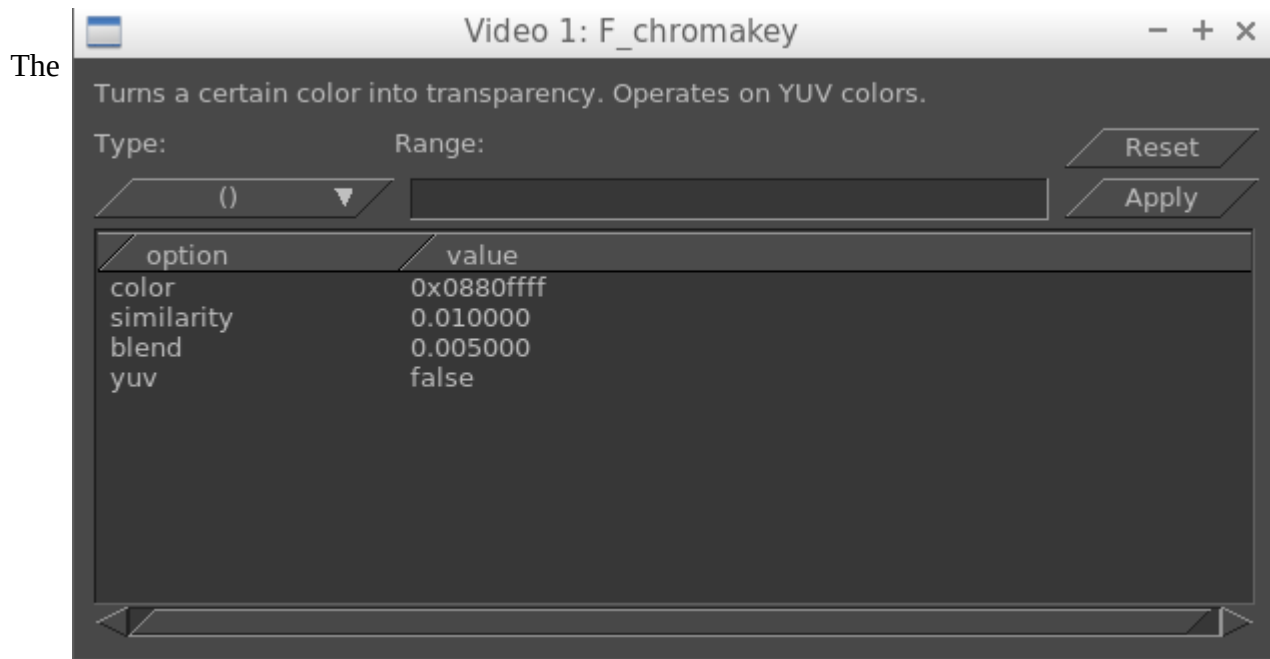 Video 1: F_chromakey
The
Turns a certain color into transparency. Operates on YUV colors.
Type: Range:
Reset
() Apply
option value
color 0x0880ffff
similarity 0.010000
blend 0.005000
yuv false